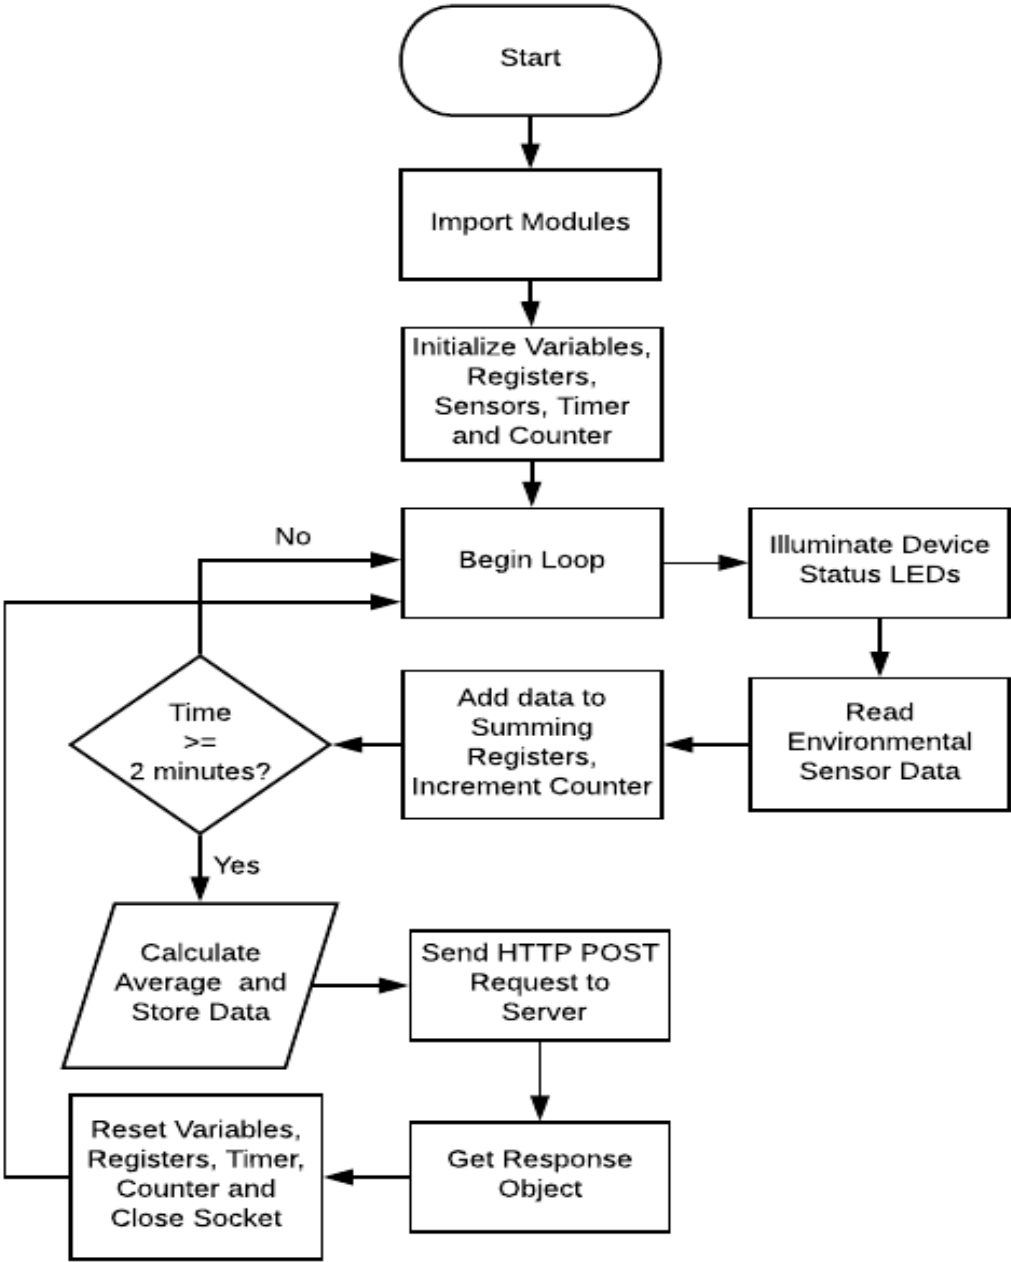 Start
Import Modules
Initialize Variables,
Registers,
Sensors, Timer
and Counter
No
Begin Loop
Illuminate Device
Status LEDs
Time
>=
2 minutes?
Add data to
Summing
Registers,
Increment Counter
Read
Environmental
Sensor Data
Yes
Calculate
Average  and
Store Data
Send HTTP POST
Request to
Server
Reset Variables,
Registers, Timer,
Counter and
Close Socket
Get Response
Object